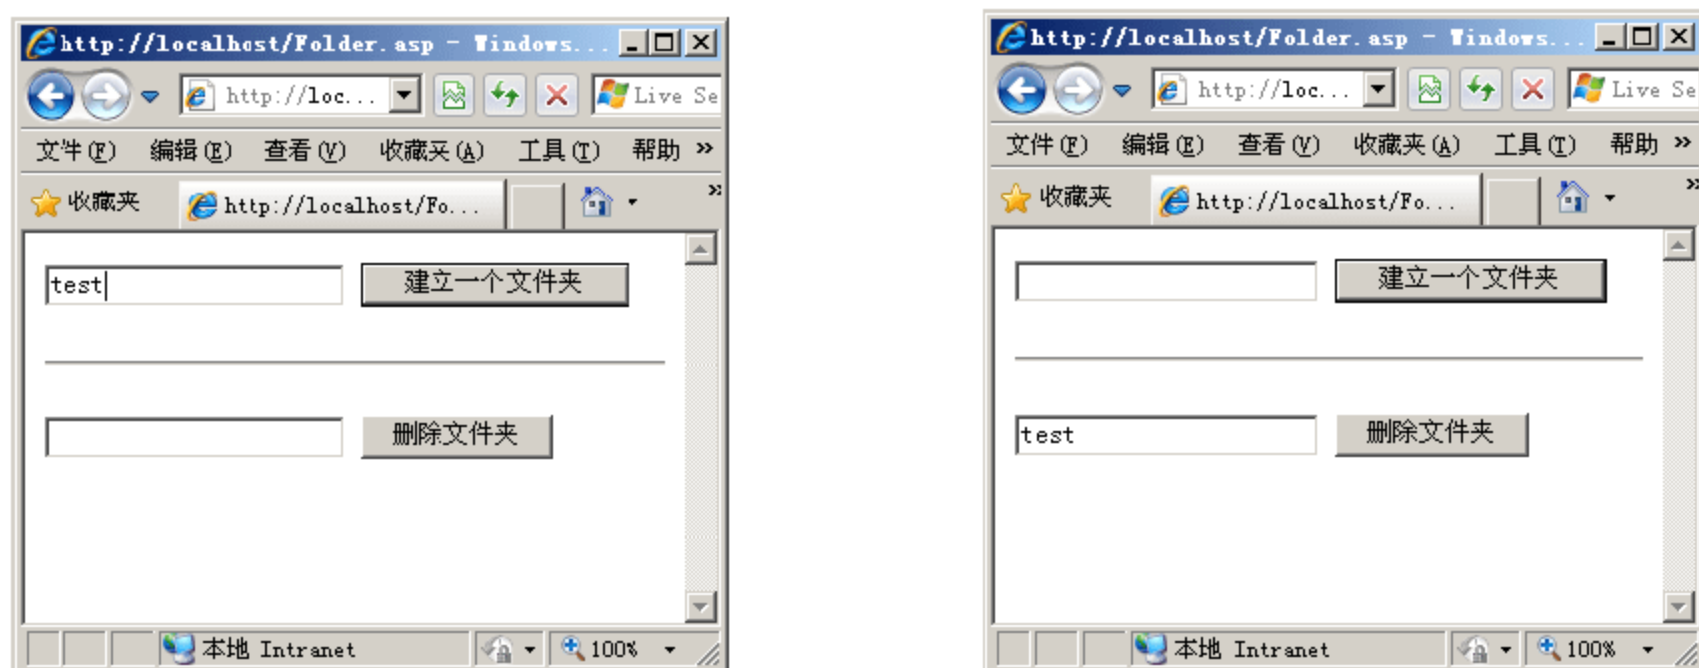 http://localhost/Folder.asp - Windows...
http://loc...
Live Se
文件(F) 编辑(E) 查看(V) 收藏夹(A) 工具(T) 帮助 »
收藏夹 http://localhost/Fo... »
test 建立一个文件夹
删除文件夹
本地 Intranet 100%
http://localhost/Folder.asp - Windows...
http://loc...
Live Se
文件(F) 编辑(E) 查看(V) 收藏夹(A) 工具(T) 帮助 »
收藏夹 http://localhost/Fo... »
建立一个文件夹
test 删除文件夹
本地 Intranet 100%